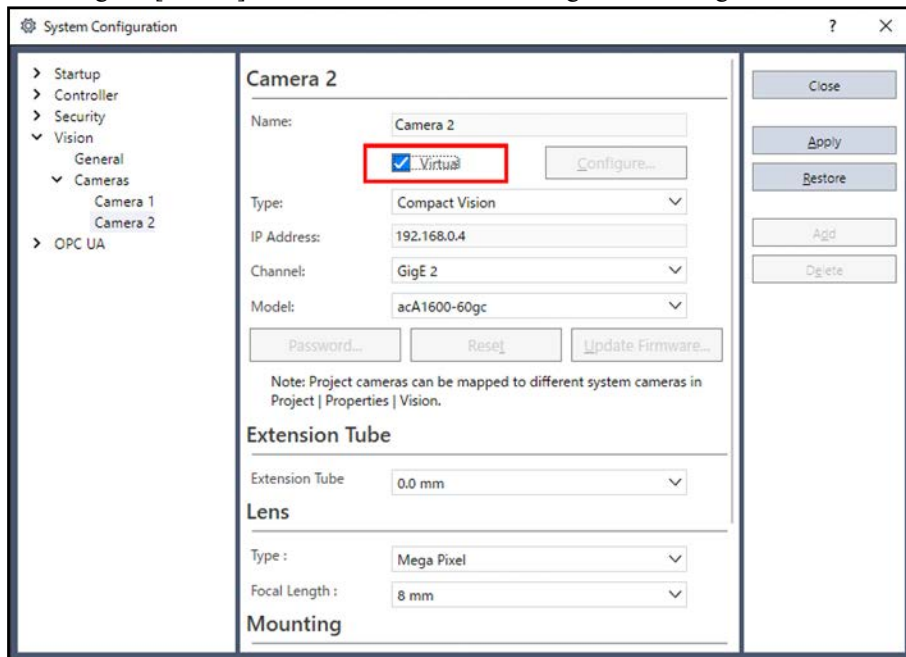 System Configuration ? ×
Startup
Controller
Security
Vision
General
Cameras
Camera 1
Camera 2
OPC UA
Camera 2
Name: Camera 2
Virtual Configure...
Type: Compact Vision
IP Address: 192.168.0.4
Channel: GigE 2
Model: acA1600-60gc
Password... Reset Update Firmware...
Note: Project cameras can be mapped to different system cameras in
Project | Properties | Vision.
Extension Tube
Extension Tube 0.0 mm
Lens
Type : Mega Pixel
Focal Length : 8 mm
Mounting
Close
Apply
Restore
Add
Delete